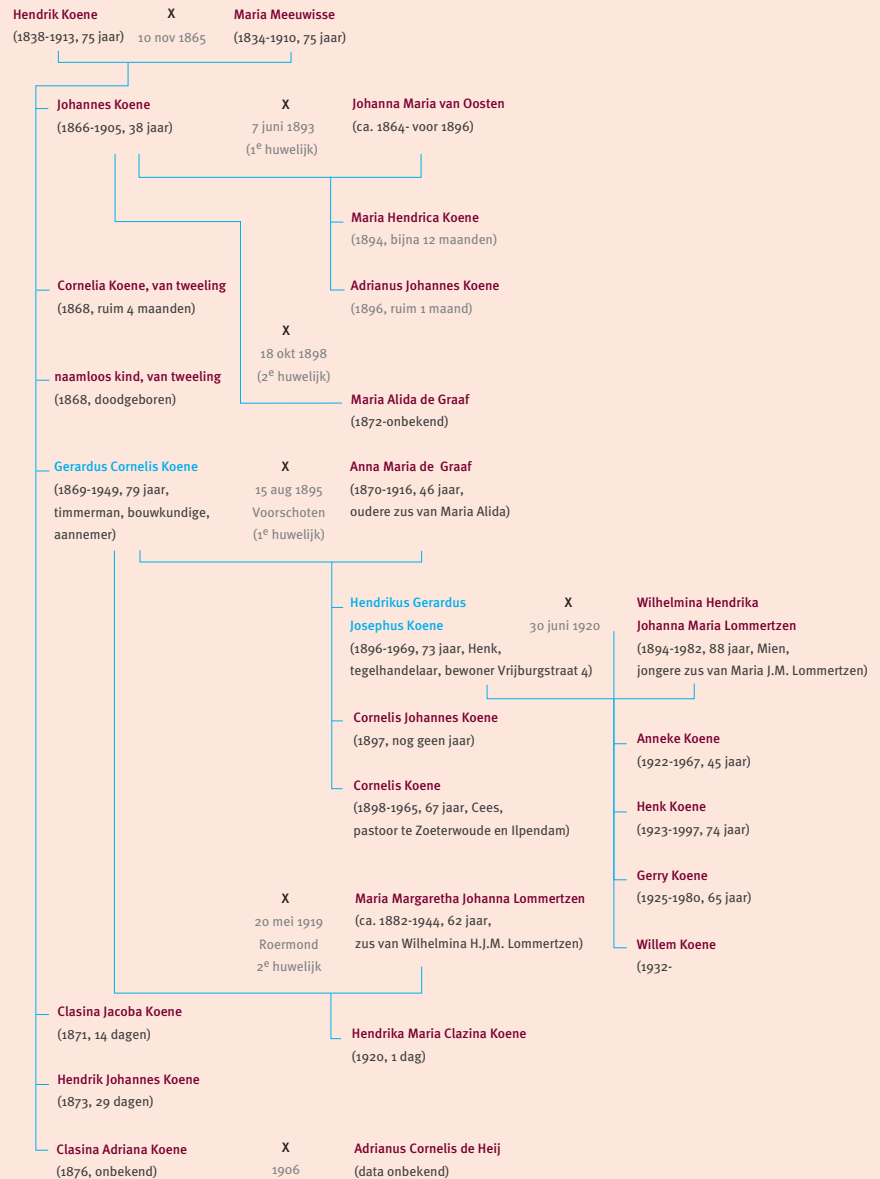 Hendrik Koene X Maria Meeuwisse
(1838-1913, 75 jaar) 10 nov 1865 (1834-1910, 75 jaar)
Johannes Koene X Johanna Maria van Oosten
(1866-1905, 38 jaar) 7 juni 1893 (ca. 1864- voor 1896)
(1e huwelijk)
Maria Hendrica Koene
(1894, bijna 12 maanden)
Cornelia Koene, van tweeling Adrianus Johannes Koene
(1868, ruim 4 maanden) (1896, ruim 1 maand)
X
18 okt 1898
naamloos kind, van tweeling (2e huwelijk)
(1868, doodgeboren) Maria Alida de Graaf
(1872-onbekend)
Gerardus Cornelis Koene X Anna Maria de Graaf
(1869-1949, 79 jaar, 15 aug 1895 (1870-1916, 46 jaar,
timmerman, bouwkundige, Voorschoten oudere zus van Maria Alida)
aannemer) (1e huwelijk)
Hendrikus Gerardus X Wilhelmina Hendrika
Josephus Koene 30 juni 1920 Johanna Maria Lommertzen
(1896-1969, 73 jaar, Henk, (1894-1982, 88 jaar, Mien,
tegelhandelaar, bewoner Vrijburgstraat 4) jongere zus van Maria J.M. Lommertzen)
Cornelis Johannes Koene
(1897, nog geen jaar)
Anneke Koene
(1922-1967, 45 jaar)
Cornelis Koene
(1898-1965, 67 jaar, Cees,
pastoor te Zoeterwoude en Ilpendam)
Henk Koene
(1923-1997, 74 jaar)
Gerry Koene
(1925-1980, 65 jaar)
X Maria Margaretha Johanna Lommertzen
20 mei 1919 (ca. 1882-1944, 62 jaar,
Roermond zus van Wilhelmina H.J.M. Lommertzen)
2e huwelijk
Willem Koene
(1932-
Clasina Jacoba Koene
(1871, 14 dagen)
Hendrika Maria Clazina Koene
(1920, 1 dag)
Hendrik Johannes Koene
(1873, 29 dagen)
Clasina Adriana Koene X Adrianus Cornelis de Heij
(1876, onbekend) 1906 (data onbekend)